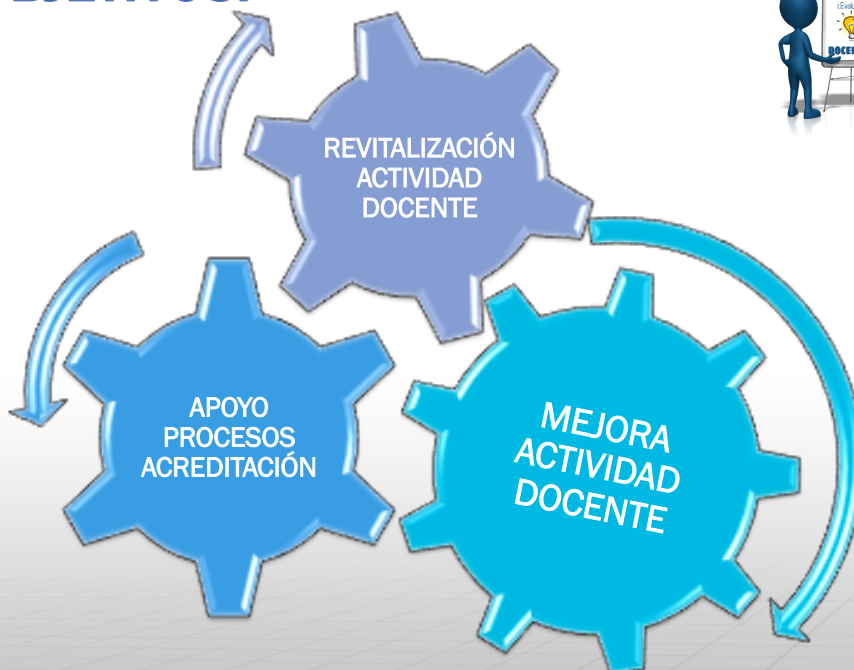 REVITALIZACIÓN
ACTIVIDAD
DOCENTE
APOYO
PROCESOS
ACREDITACIÓN
MEJORA
ACTIVIDAD
DOCENTE